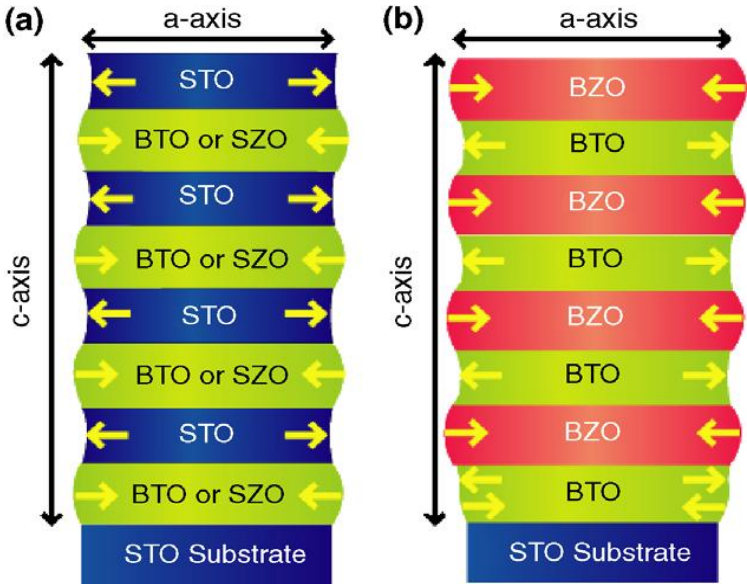 (a)
a-axis
c-axis
STO
BTO or SZO
STO
BTO or SZO
STO
BTO or SZO
STO
BTO or SZO
STO Substrate
(b)
a-axis
c-axis
BZO
BTO
BZO
BTO
BZO
BTO
BZO
BTO
STO Substrate